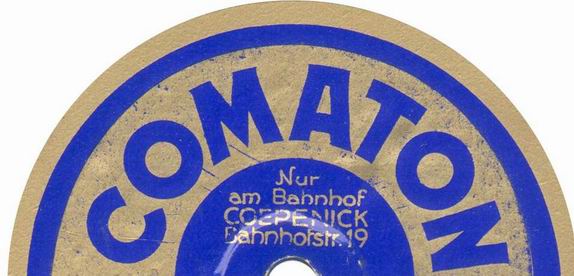 COMATON
Nur
am Bahnhof
COEPENICK
Bahnhofstr. 19